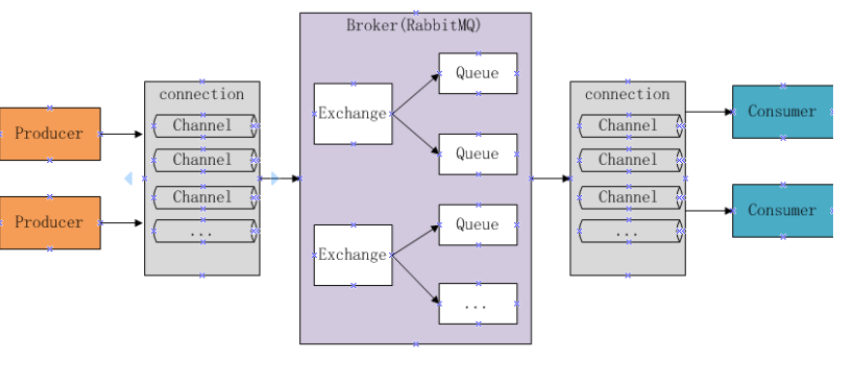 Producer
Producer
connection
Channel
Channel
Channel
...
Broker(RabbitMQ)
Exchange
Queue
Queue
Exchange
Queue
...
connection
Channel
Channel
Channel
...
Consumer
Consumer